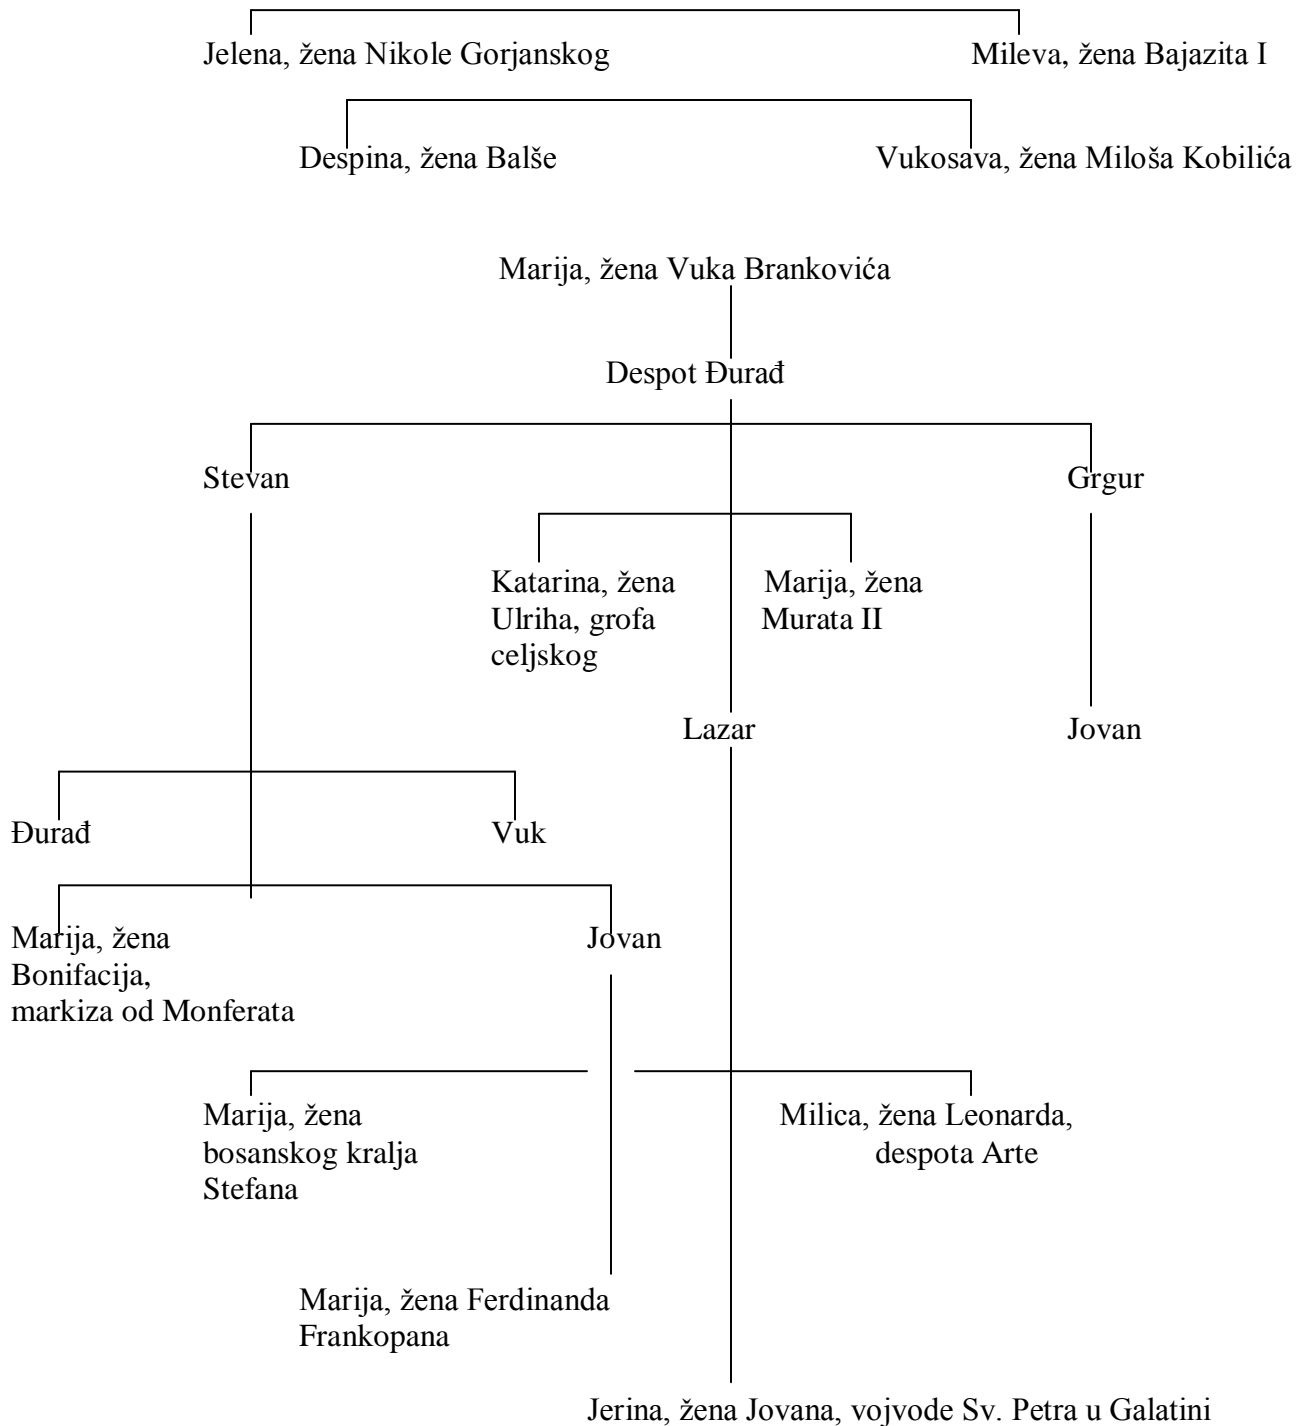 Jelena, žena Nikole Gorjanskog
Mileva, žena Bajazita I
Despina, žena Balše
Vukosava, žena Miloša Kobilića
Marija, žena Vuka Brankovića
Despot Đurađ
Stevan
Grgur
Katarina, žena
Ulriha, grofa
celjskog
Marija, žena
Murata II
Lazar
Jovan
Đurađ
Vuk
Marija, žena
Bonifacija,
markiza od Monferata
Jovan
Marija, žena
bosanskog kralja
Stefana
Milica, žena Leonarda,
despota Arte
Marija, žena Ferdinanda
Frankopana
Jerina, žena Jovana, vojvode Sv. Petra u Galatini